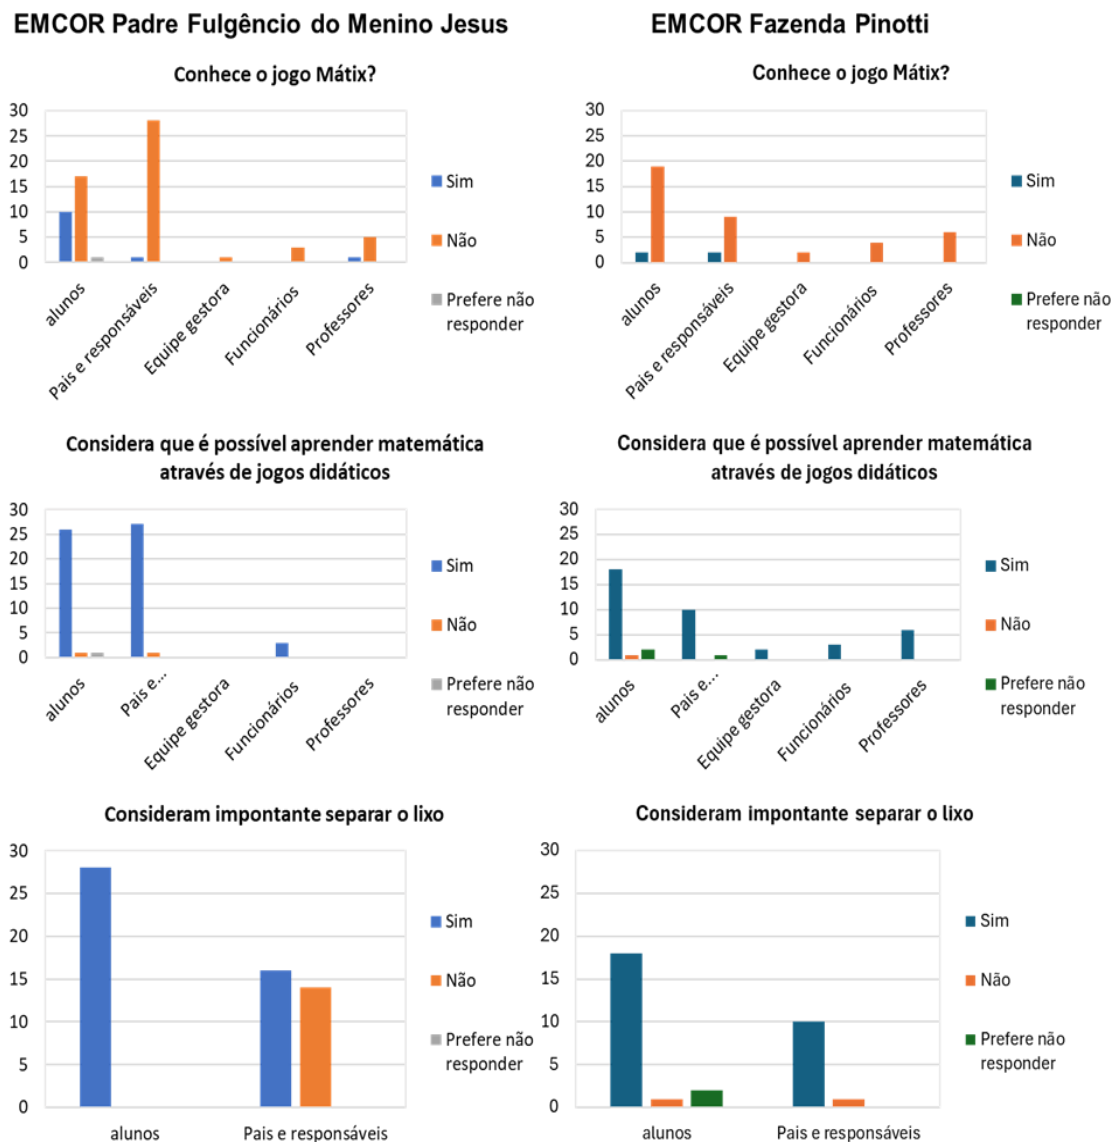 EMCOR Padre Fulgêncio do Menino Jesus
EMCOR Fazenda Pinotti
Conhece o jogo Mátix?
30
25
20
15
10
5
0
alunos
Pais e responsáveis
Equipe gestora
Funcionários
Professores
Sim
Não
Prefere não
responder
Conhece o jogo Mátix?
30
25
20
15
10
5
0
alunos
Pais e responsáveis
Equipe gestora
Funcionários
Professores
Sim
Não
Prefere não
responder
Considera que é possível aprender matemática
através de jogos didáticos
30
25
20
15
10
5
0
alunos
Pais e...
Equipe gestora
Funcionários
Professores
Sim
Não
Prefere não
responder
Considera que é possível aprender matemática
através de jogos didáticos
30
25
20
15
10
5
0
alunos
Pais e...
Equipe gestora
Funcionários
Professores
Sim
Não
Prefere não
responder
Consideram impontante separar o lixo
30
25
20
15
10
5
0
alunos
Pais e responsáveis
Sim
Não
Prefere não
responder
Consideram impontante separar o lixo
30
25
20
15
10
5
0
alunos
Pais e responsáveis
Sim
Não
Prefere não
responder